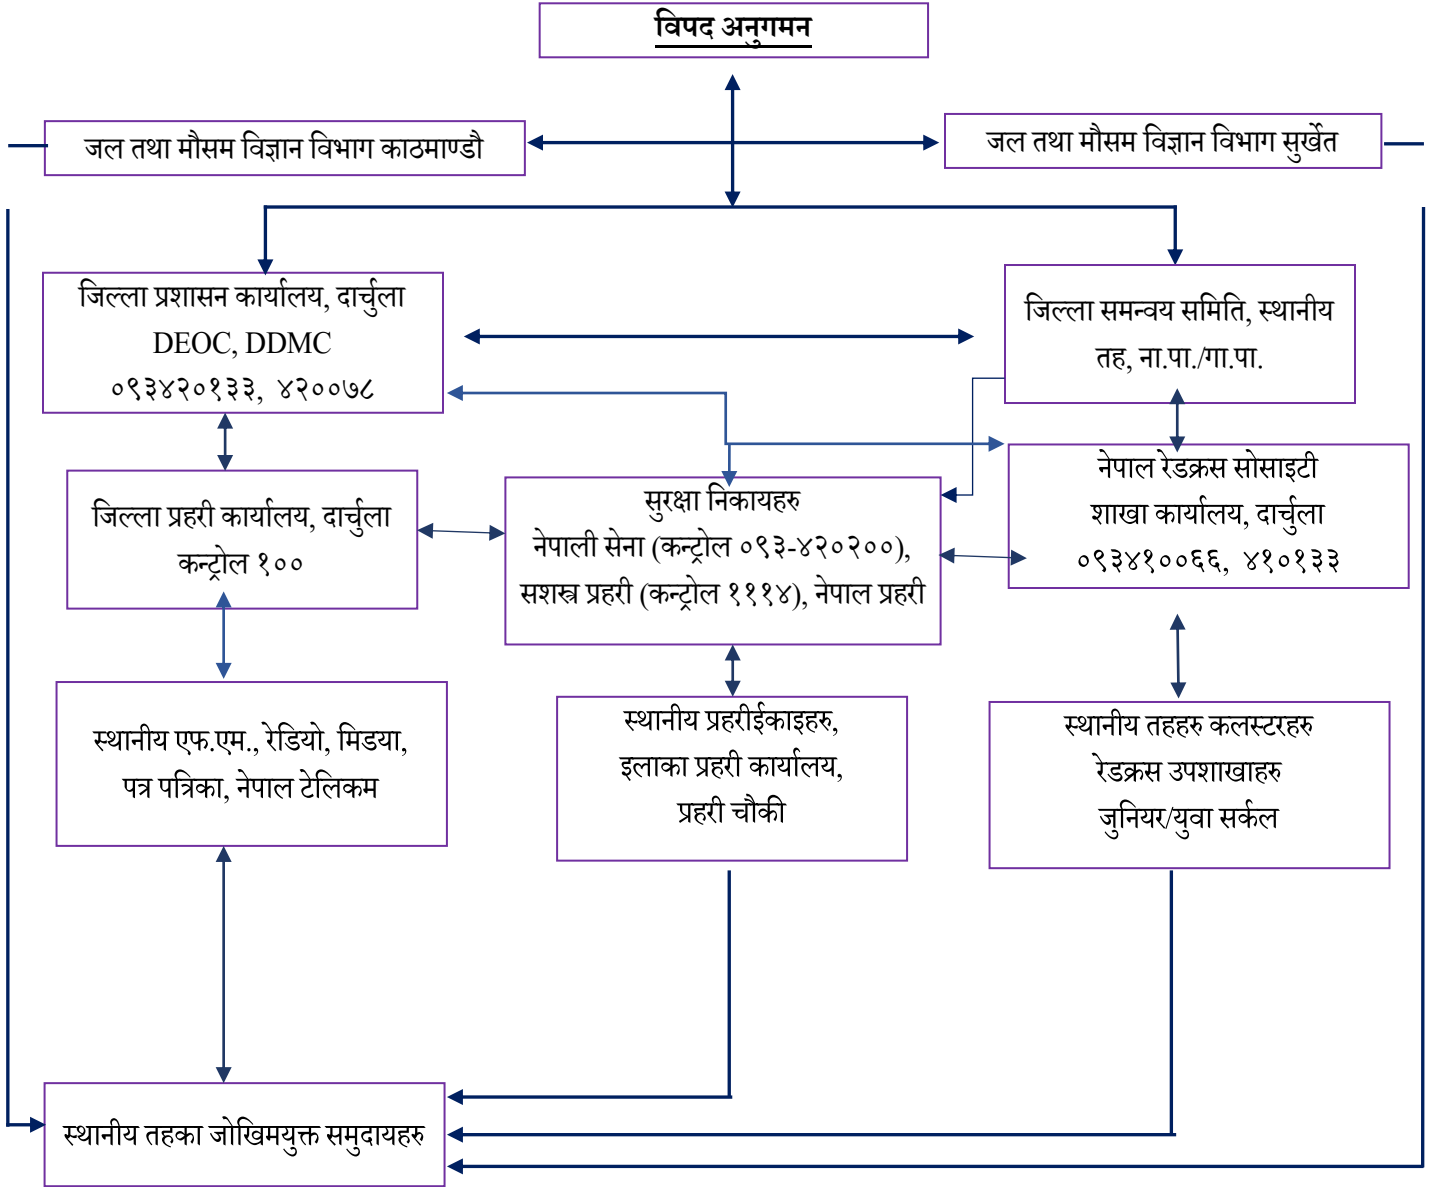 विपद अनुगमन
जल तथा मौसम विज्ञान विभाग काठमाण्डौ
जल तथा मौसम विज्ञान विभाग सुर्खेत
जिल्ला प्रशासन कार्यालय, दार्चुला
DEOC, DDMC
०९३४२०१३३, ४२००७८
जिल्ला समन्वय समिति, स्थानीय
तह, ना.पा./गा.पा.
जिल्ला प्रहरी कार्यालय, दार्चुला
कन्ट्रोल १००
सुरक्षा निकायहरु
नेपाली सेना (कन्ट्रोल ०९३-४२०२००),
सशस्त्र प्रहरी (कन्ट्रोल १११४), नेपाल प्रहरी
नेपाल रेडक्रस सोसाइटी
शाखा कार्यालय, दार्चुला
०९३४१००६६, ४१०१३३
स्थानीय एफ.एम., रेडियो, मिडया,
पत्र पत्रिका, नेपाल टेलिकम
स्थानीय प्रहरीईकाइहरु,
इलाका प्रहरी कार्यालय,
प्रहरी चौकी
स्थानीय तहहरु कलस्टरहरु
रेडक्रस उपशाखाहरु
जुनियर/युवा सर्कल
स्थानीय तहका जोखिमयुक्त समुदायहरु